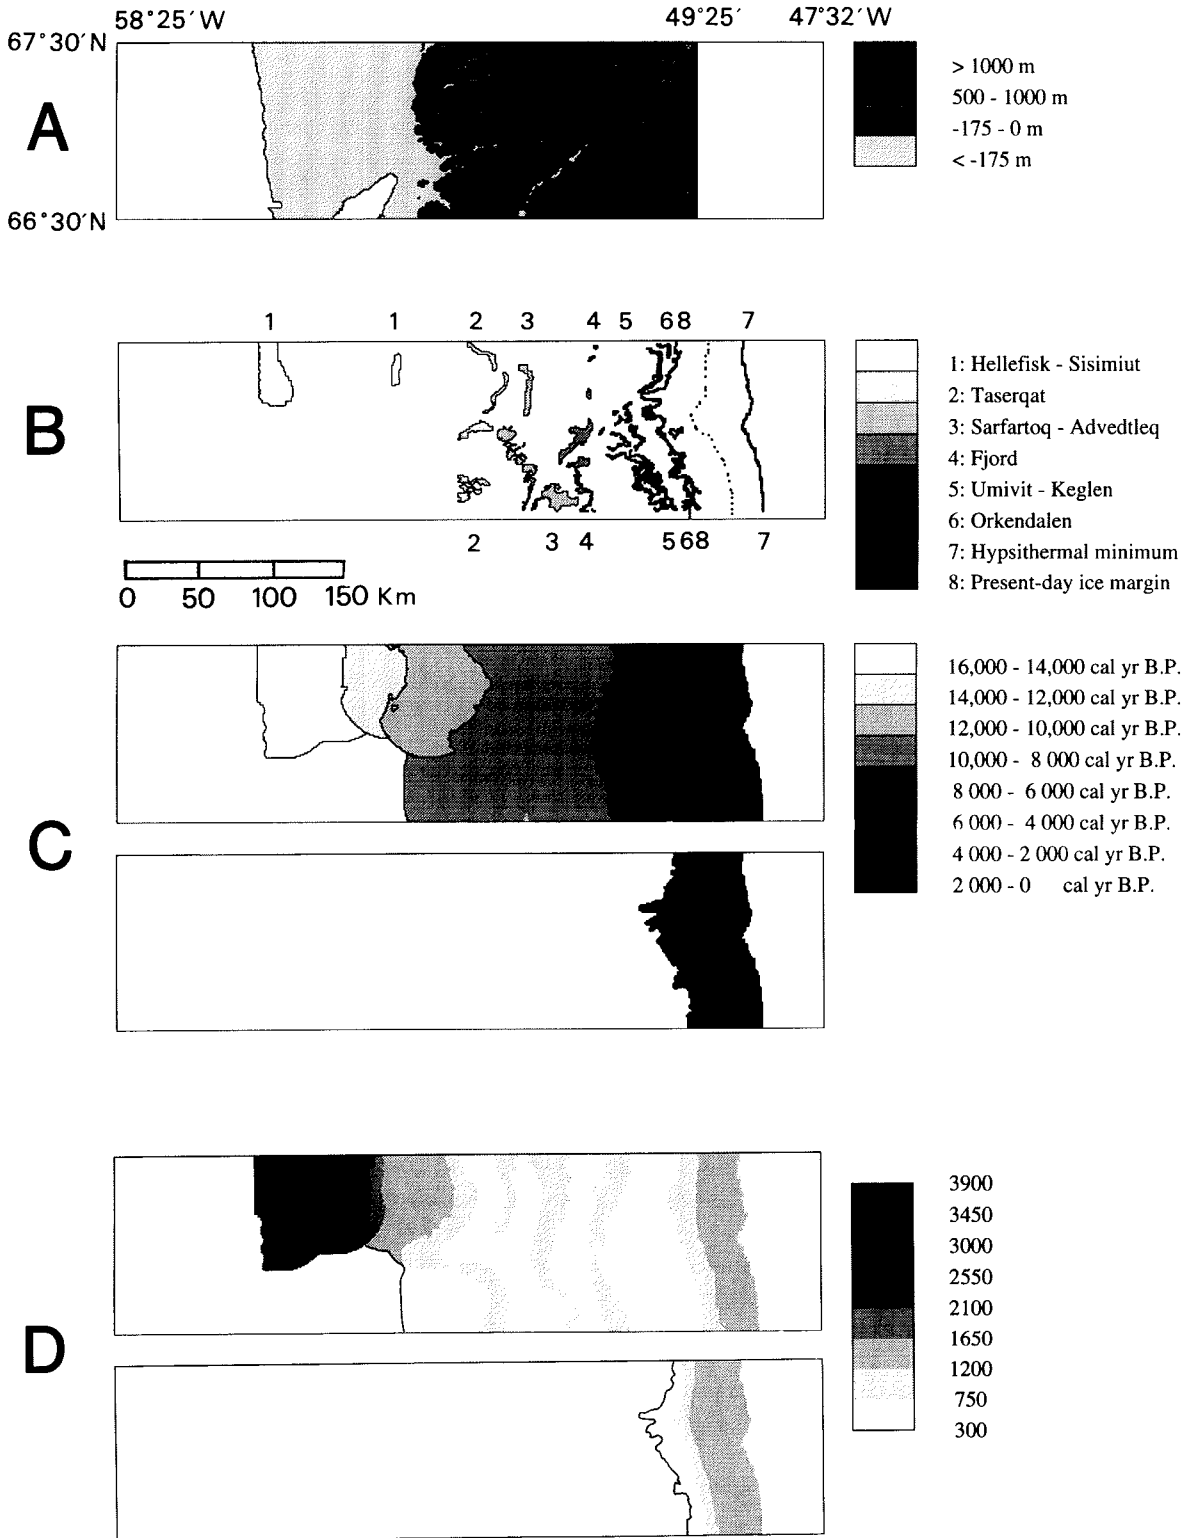 58°25′W 49°25′ 47°32′W
67°30′N
A
66°30′N
> 1000 m
500 - 1000 m
-175 - 0 m
< -175 m
1 1 2 3 4 5 68 7
B
2 3 4 568 7
1: Hellefisk - Sisimiut
2: Taserqat
3: Sarfartoq - Advedtleq
4: Fjord
5: Umivit - Keglen
6: Orkendalen
7: Hypsithermal minimum
8: Present-day ice margin
0 50 100 150 Km
C
16,000 - 14,000 cal yr B.P.
14,000 - 12,000 cal yr B.P.
12,000 - 10,000 cal yr B.P.
10,000 - 8 000 cal yr B.P.
8 000 - 6 000 cal yr B.P.
6 000 - 4 000 cal yr B.P.
4 000 - 2 000 cal yr B.P.
2 000 - 0 cal yr B.P.
D
3900
3450
3000
2550
2100
1650
1200
750
300